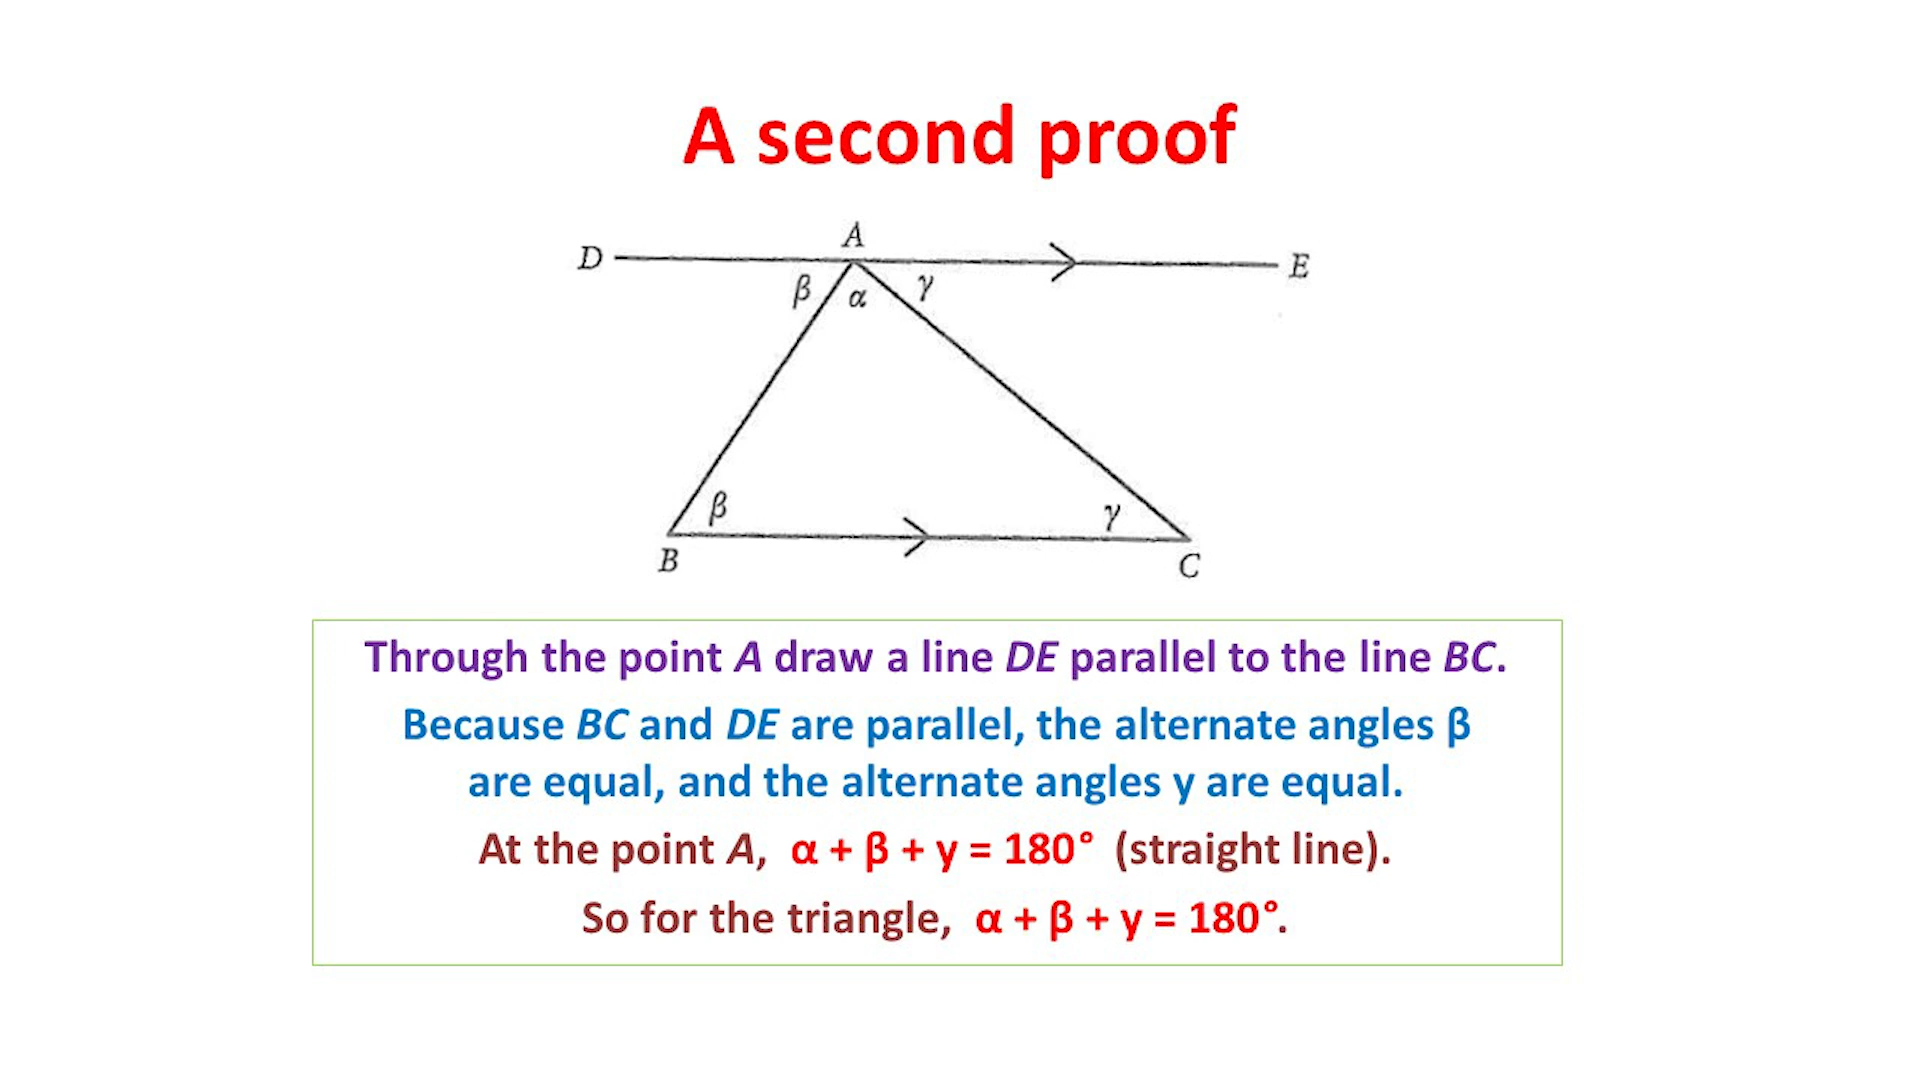 A second proof
A
D
E
β
α
γ
β
γ
B
C
Through the point A draw a line DE parallel to the line BC.
Because BC and DE are parallel, the alternate angles β
are equal, and the alternate angles γ are equal.
At the point A, α + β + γ = 180° (straight line).
So for the triangle, α + β + γ = 180°.